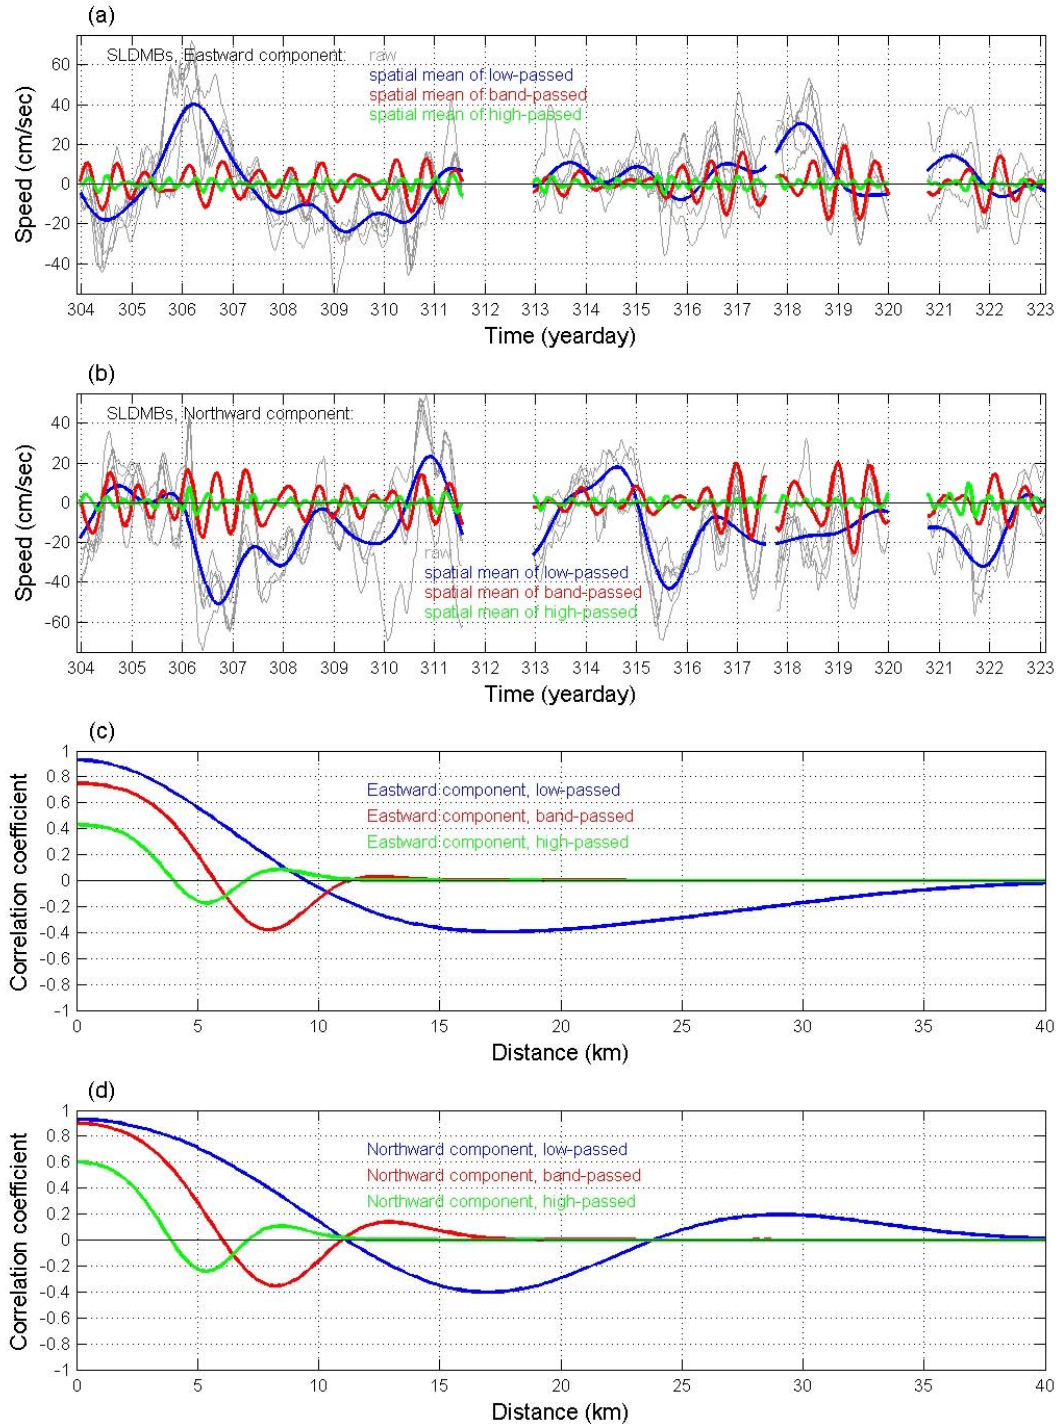 (a)
SLDMBs, Eastward component: raw
spatial mean of low-passed
spatial mean of band-passed
spatial mean of high-passed
Speed (cm/sec)
60
40
20
0
-20
-40
304 305 306 307 308 309 310 311 312 313 314 315 316 317 318 319 320 321 322 323
Time (yearday)
(b)
SLDMBs, Northward component:
raw
spatial mean of low-passed
spatial mean of band-passed
spatial mean of high-passed
Speed (cm/sec)
40
20
0
-20
-40
-60
304 305 306 307 308 309 310 311 312 313 314 315 316 317 318 319 320 321 322 323
Time (yearday)
(c)
Eastward component, low-passed
Eastward component, band-passed
Eastward component, high-passed
Correlation coefficient
1
0.8
0.6
0.4
0.2
0
-0.2
-0.4
-0.6
-0.8
-1
0 5 10 15 20 25 30 35 40
Distance (km)
(d)
Northward component, low-passed
Northward component, band-passed
Northward component, high-passed
Correlation coefficient
1
0.8
0.6
0.4
0.2
0
-0.2
-0.4
-0.6
-0.8
-1
0 5 10 15 20 25 30 35 40
Distance (km)